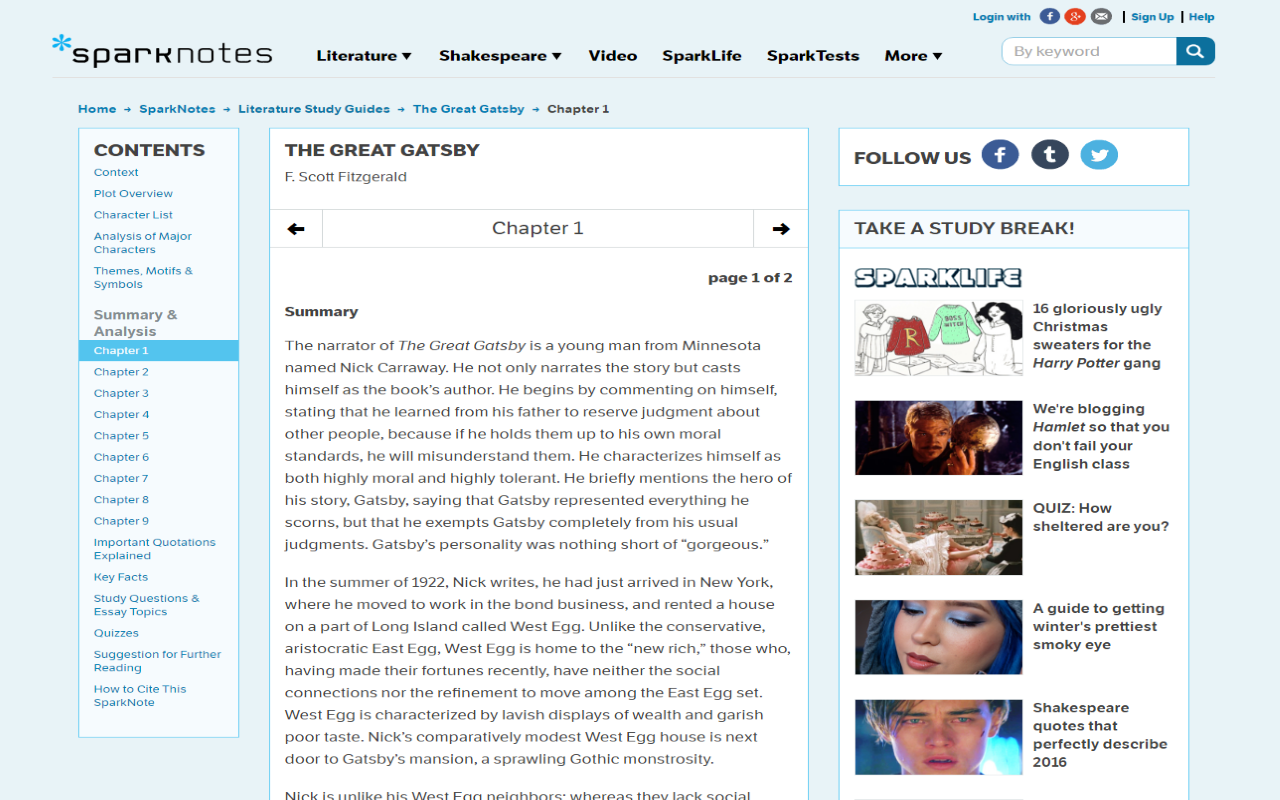 Login with
Sign Up
Help
sparknotes
Literature ▼
Shakespeare ▼
Video
SparkLife
SparkTests
More ▼
By keyword
Home → SparkNotes → Literature Study Guides → The Great Gatsby → Chapter 1
CONTENTS
Context
Plot Overview
Character List
Analysis of Major
Characters
Themes, Motifs &
Symbols
Summary &
Analysis
Chapter 1
Chapter 2
Chapter 3
Chapter 4
Chapter 5
Chapter 6
Chapter 7
Chapter 8
Chapter 9
Important Quotations
Explained
Key Facts
Study Questions &
Essay Topics
Quizzes
Suggestion for Further
Reading
How to Cite This
SparkNote
THE GREAT GATSBY
F. Scott Fitzgerald
Chapter 1
page 1 of 2
Summary
The narrator of The Great Gatsby is a young man from Minnesota
named Nick Carraway. He not only narrates the story but casts
himself as the book’s author. He begins by commenting on himself,
stating that he learned from his father to reserve judgment about
other people, because if he holds them up to his own moral
standards, he will misunderstand them. He characterizes himself as
both highly moral and highly tolerant. He briefly mentions the hero of
his story, Gatsby, saying that Gatsby represented everything he
scorns, but that he exempts Gatsby completely from his usual
judgments. Gatsby’s personality was nothing short of “gorgeous.”
In the summer of 1922, Nick writes, he had just arrived in New York,
where he moved to work in the bond business, and rented a house
on a part of Long Island called West Egg. Unlike the conservative,
aristocratic East Egg, West Egg is home to the “new rich,” those who,
having made their fortunes recently, have neither the social
connections nor the refinement to move among the East Egg set.
West Egg is characterized by lavish displays of wealth and garish
poor taste. Nick’s comparatively modest West Egg house is next
door to Gatsby’s mansion, a sprawling Gothic monstrosity.
Nick is unlike his West Egg neighbors; whereas they lack social
FOLLOW US
TAKE A STUDY BREAK!
SPARKLIFE
R
BOSS
WITCH
16 gloriously ugly
Christmas
sweaters for the
Harry Potter gang
We're blogging
Hamlet so that you
don't fail your
English class
QUIZ: How
sheltered are you?
A guide to getting
winter's prettiest
smoky eye
Shakespeare
quotes that
perfectly describe
2016